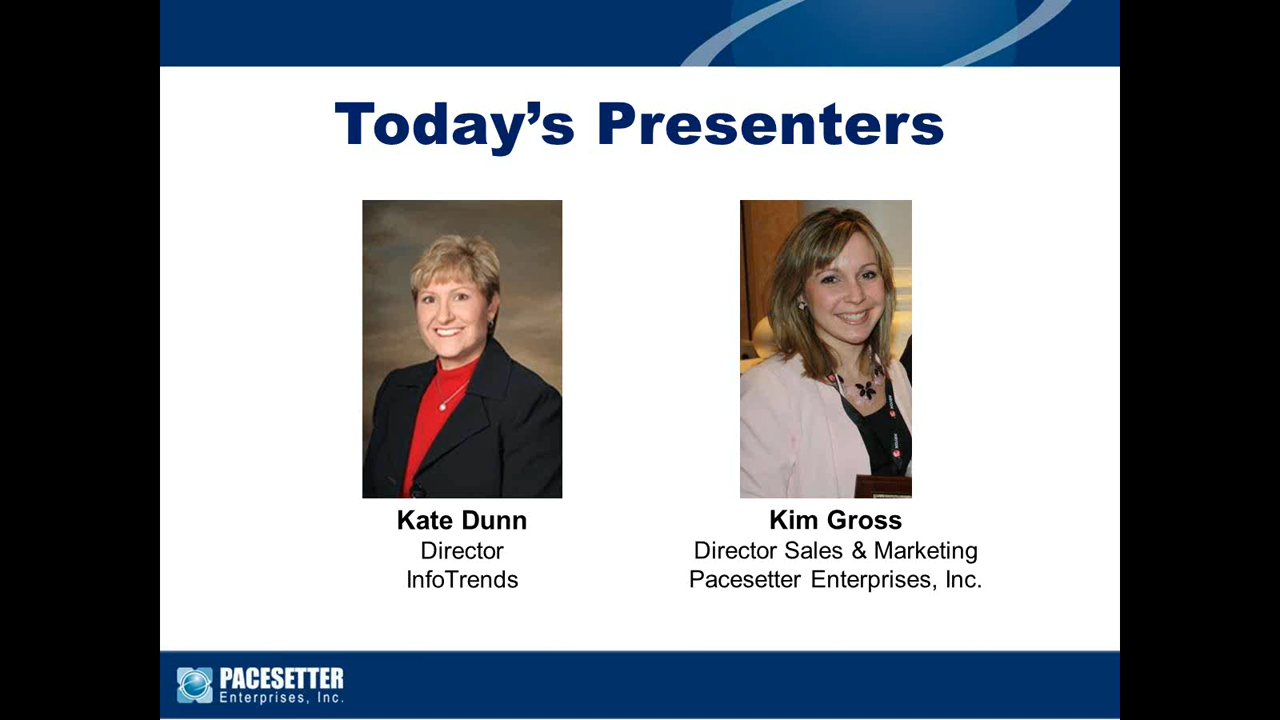 Today’s Presenters
Kate Dunn
Director
InfoTrends
Kim Gross
Director Sales & Marketing
Pacesetter Enterprises, Inc.
PACESETTER
Enterprises, Inc.